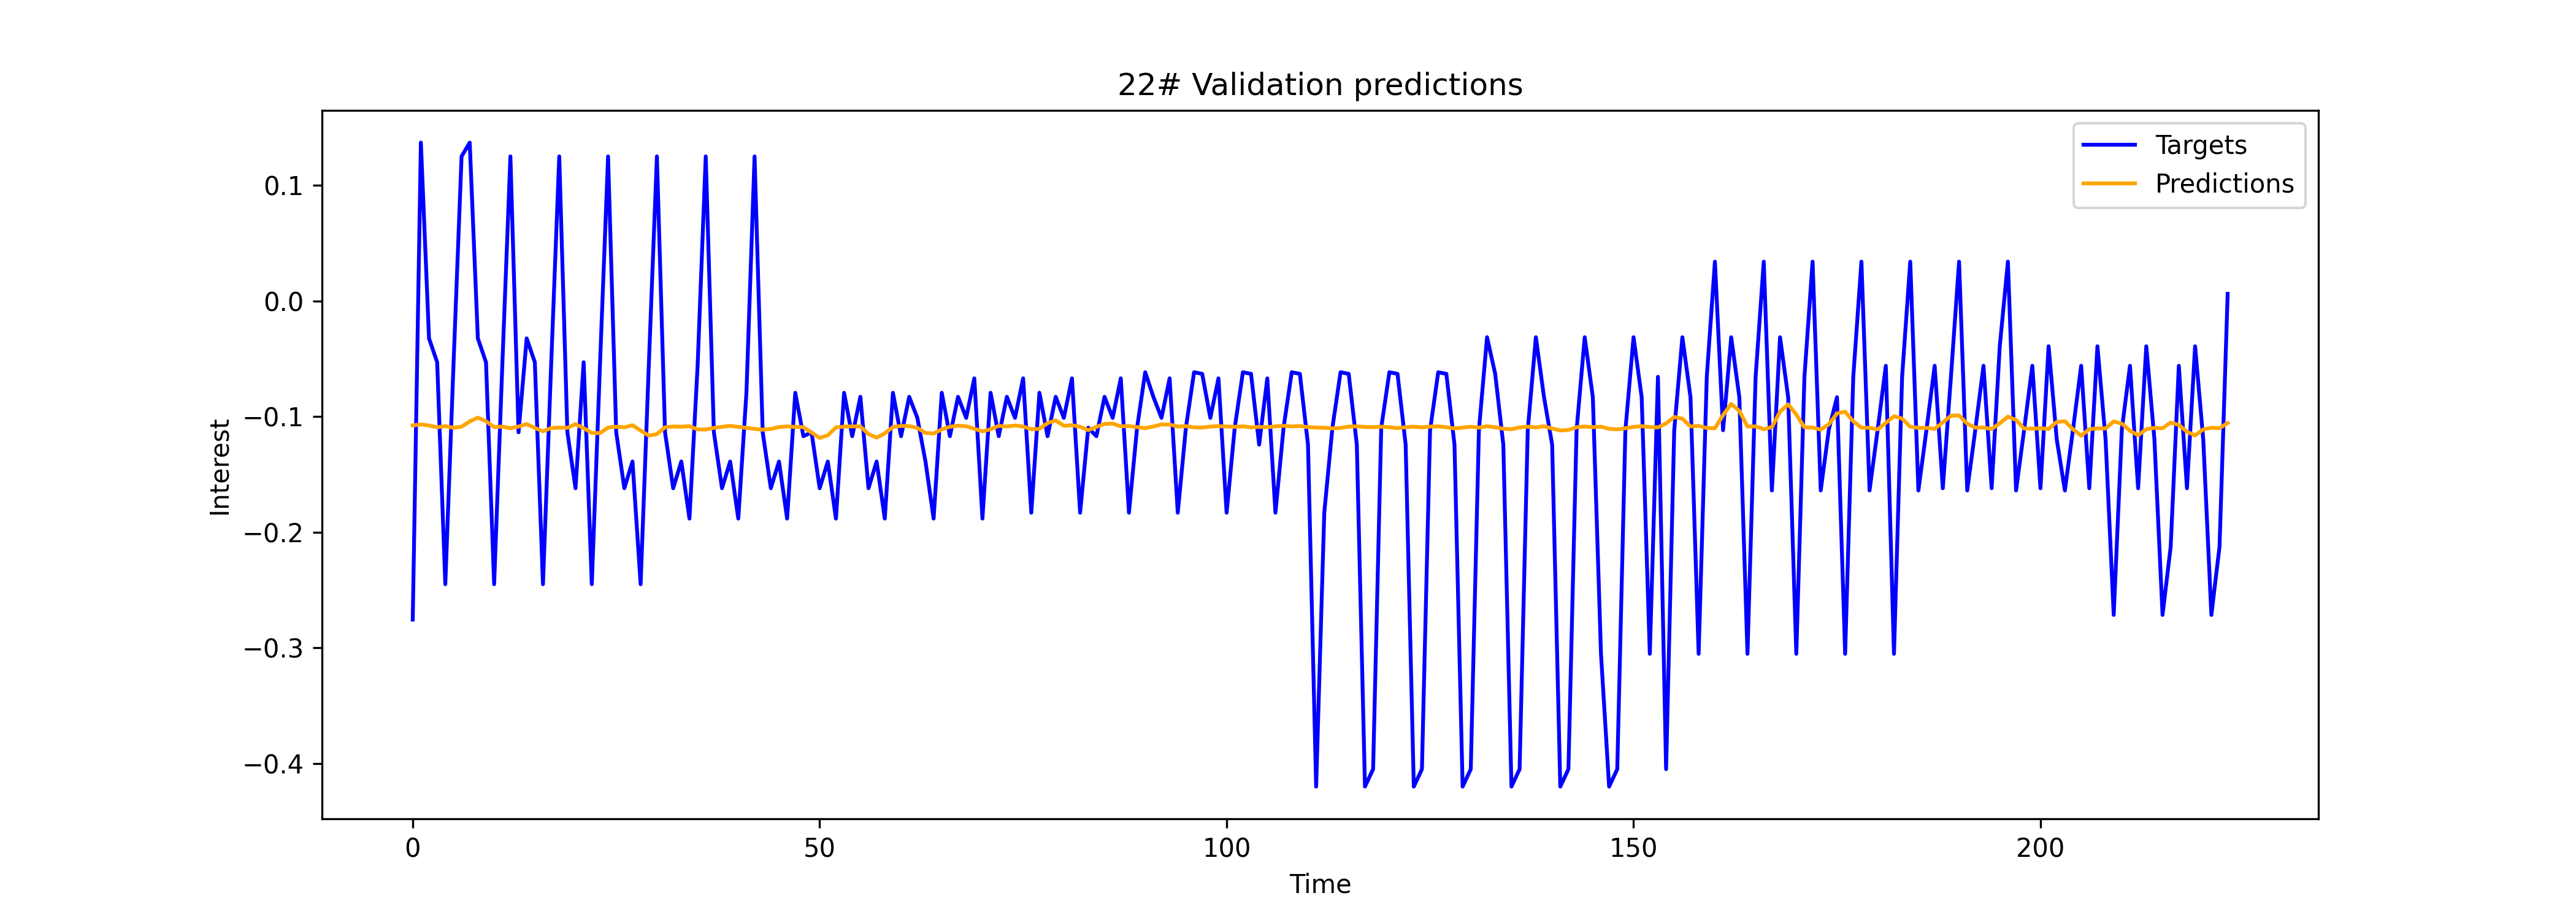 22# Validation predictions
Targets
Predictions
Interest
0.1
0.0
−0.1
−0.2
−0.3
−0.4
0
50
100
150
200
Time